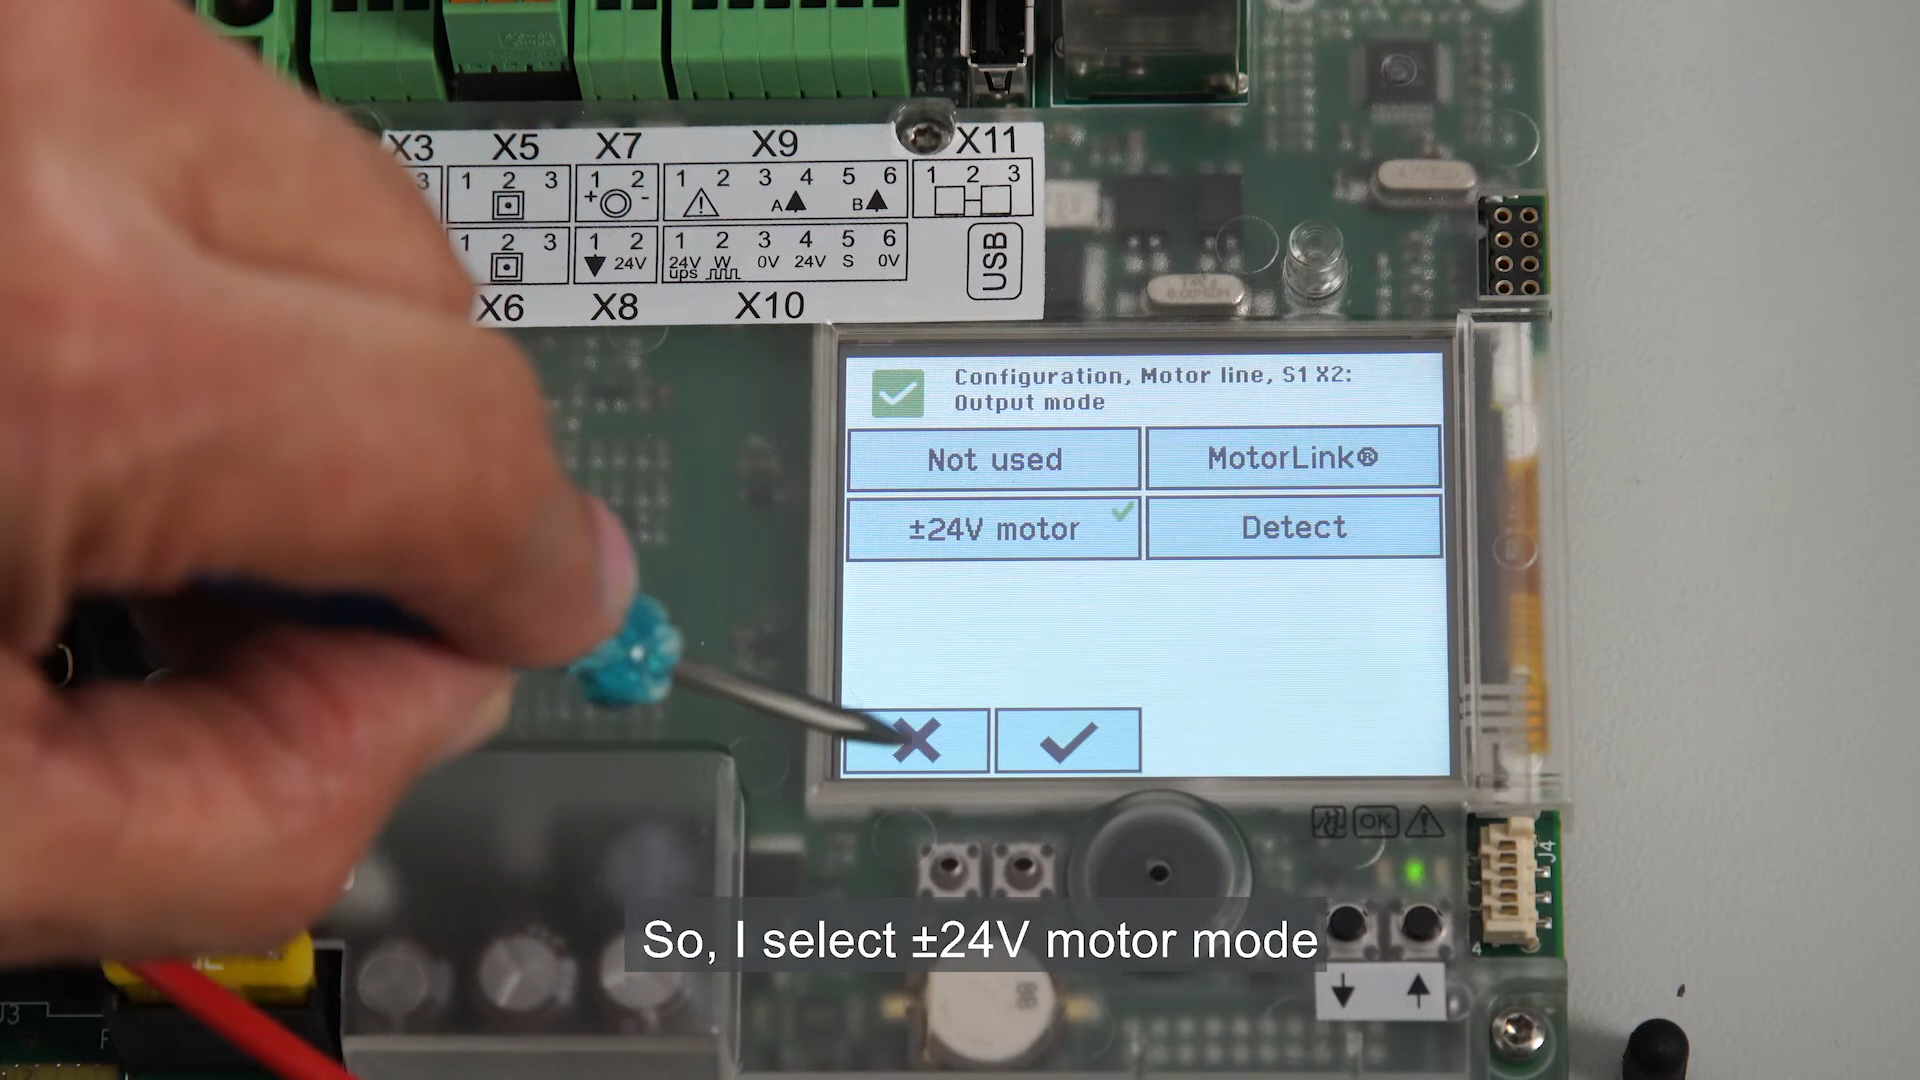 X3 X5 X7 X9 X11
3 1 2 3 1 2 1 2 3 4 5 6 1 2 3
+ - A B
1 2 3 1 2 1 2 3 4 5 6
24V 24V W 0V 24V S 0V
ups
USB
X6 X8 X10
Configuration, Motor line, S1 X2:
Output mode
Not used MotorLink®
±24V motor Detect
OK
J4
4
So, I select ±24V motor mode